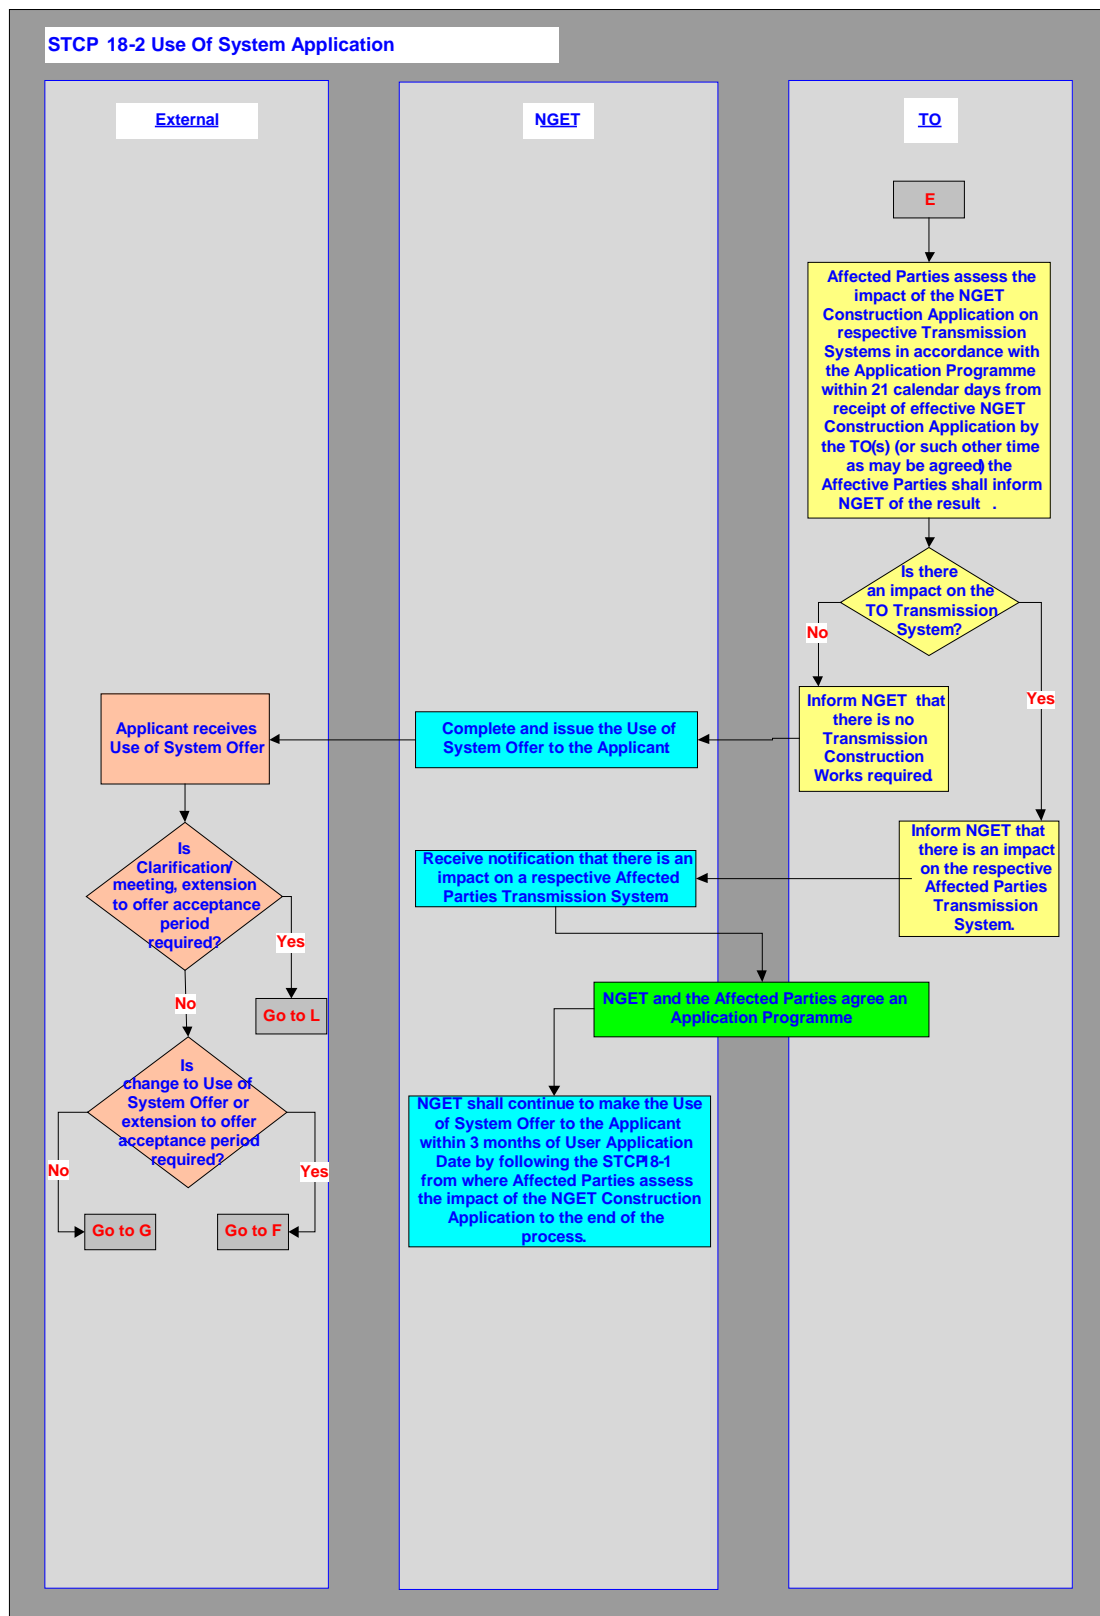 STCP 18-2 Use Of System Application
External
NGET
TO
E
Affected Parties assess the
impact of the NGET
Construction Application on
respective Transmission
Systems in accordance with
the Application Programme
within 21 calendar days from
receipt of effective NGET
Construction Application by
the TO(s) (or such other time
as may be agreed) the
Affective Parties shall inform
NGET of the result .
Is there
an impact on the
TO Transmission
System?
No
Yes
Inform NGET that
there is no
Transmission
Construction
Works required.
Complete and issue the Use of
System Offer to the Applicant
Applicant receives
Use of System Offer
Inform NGET that
there is an impact
on the respective
Affected Parties
Transmission
System.
Receive notification that there is an
impact on a respective Affected
Parties Transmission System.
Is
Clarification/
meeting, extension
to offer acceptance
period
required?
Yes
No
Go to L
NGET and the Affected Parties agree an
Application Programme
Is
change to Use of
System Offer or
extension to offer
acceptance period
required?
No
Yes
Go to G
Go to F
NGET shall continue to make the Use
of System Offer to the Applicant
within 3 months of User Application
Date by following the STCP18-1
from where Affected Parties assess
the impact of the NGET Construction
Application to the end of the
process.